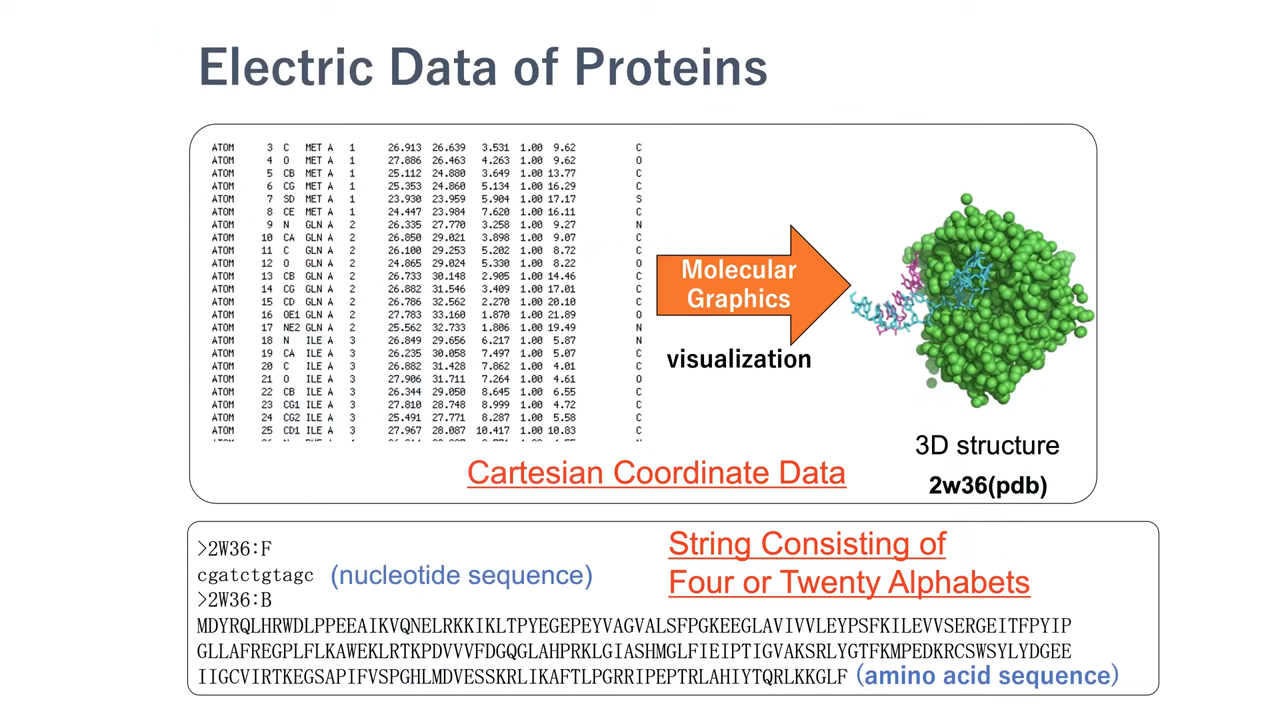 Electric Data of Proteins
ATOM 3 C MET A 1 26.913 26.639 3.531 1.00 9.62 C
ATOM 4 O MET A 1 27.886 26.463 4.263 1.00 9.62 O
ATOM 5 CB MET A 1 25.112 24.880 3.649 1.00 13.77 C
ATOM 6 CG MET A 1 25.353 24.860 5.134 1.00 16.29 C
ATOM 7 SD MET A 1 23.930 23.959 5.904 1.00 17.17 S
ATOM 8 CE MET A 1 24.447 23.984 7.620 1.00 16.11 C
ATOM 9 N GLN A 2 26.335 27.770 3.258 1.00 9.27 N
ATOM 10 CA GLN A 2 26.850 29.021 3.898 1.00 9.07 C
ATOM 11 C GLN A 2 26.100 29.253 5.202 1.00 8.72 C
ATOM 12 O GLN A 2 24.865 29.024 5.330 1.00 8.22 O
ATOM 13 CB GLN A 2 26.733 30.148 2.905 1.00 14.46 C
ATOM 14 CG GLN A 2 26.882 31.546 3.409 1.00 17.01 C
ATOM 15 CD GLN A 2 26.786 32.562 2.270 1.00 20.10 C
ATOM 16 OE1 GLN A 2 27.783 33.160 1.870 1.00 21.89 O
ATOM 17 NE2 GLN A 2 25.562 32.733 1.806 1.00 19.49 N
ATOM 18 N ILE A 3 26.849 29.656 6.217 1.00 5.87 N
ATOM 19 CA ILE A 3 26.235 30.058 7.497 1.00 5.07 C
ATOM 20 C ILE A 3 26.882 31.428 7.862 1.00 4.01 C
ATOM 21 O ILE A 3 27.906 31.711 7.264 1.00 4.61 O
ATOM 22 CB ILE A 3 26.344 29.050 8.645 1.00 6.55 C
ATOM 23 CG1 ILE A 3 27.810 28.748 8.999 1.00 4.72 C
ATOM 24 CG2 ILE A 3 25.491 27.771 8.287 1.00 5.58 C
ATOM 25 CD1 ILE A 3 27.967 28.087 10.417 1.00 10.83 C
Molecular
Graphics
visualization
3D structure
2w36(pdb)
Cartesian Coordinate Data
>2W36:F
cgatctgtagc (nucleotide sequence)
>2W36:B
String Consisting of
Four or Twenty Alphabets
MDYRQLHRWDLPPEEAIKVQNELRKKIKLTPYEGEPEYVAGVALSFPGKEEGLAVIVVLEYPSFKILEVVSERGEITFPYIP
GLLAFREGPLFLKAWEKLRTKPDVVVFDGQGLAHPRKLGIASHMGLFIEIPTIGVAKSRLYGTFKMPEDKRCSWSYLYDGEE
IIGCVIRTKEGSAPIFVSPGHLMDVESSKRLIKAFTLPGRRIPEPTRLAHIYTQRLKKGLF (amino acid sequence)